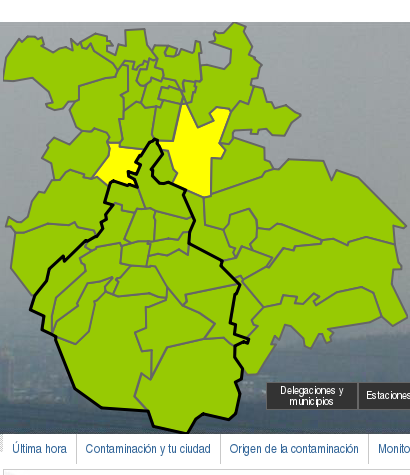 Delegaciones y
municipios
Estaciones
Última hora
Contaminación y tu ciudad
Origen de la contaminación
Monito